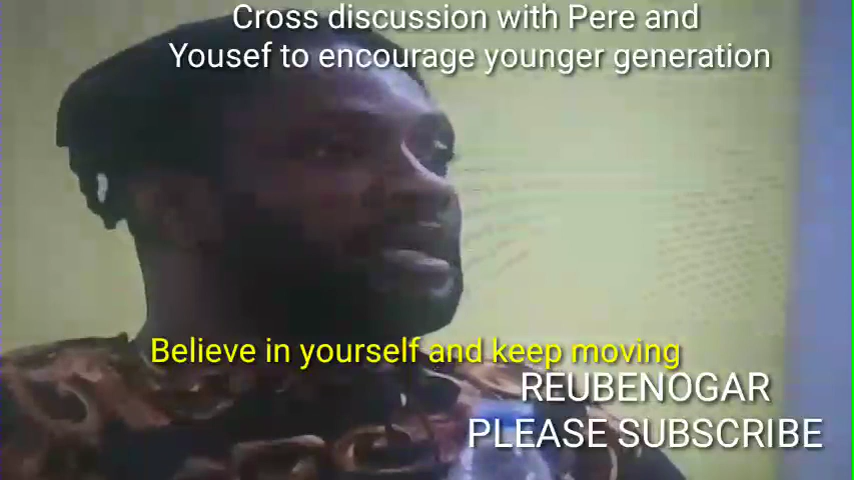 Cross discussion with Pere and
Yousef to encourage younger generation
Believe in yourself and keep moving
REUBENOGAR
PLEASE SUBSCRIBE